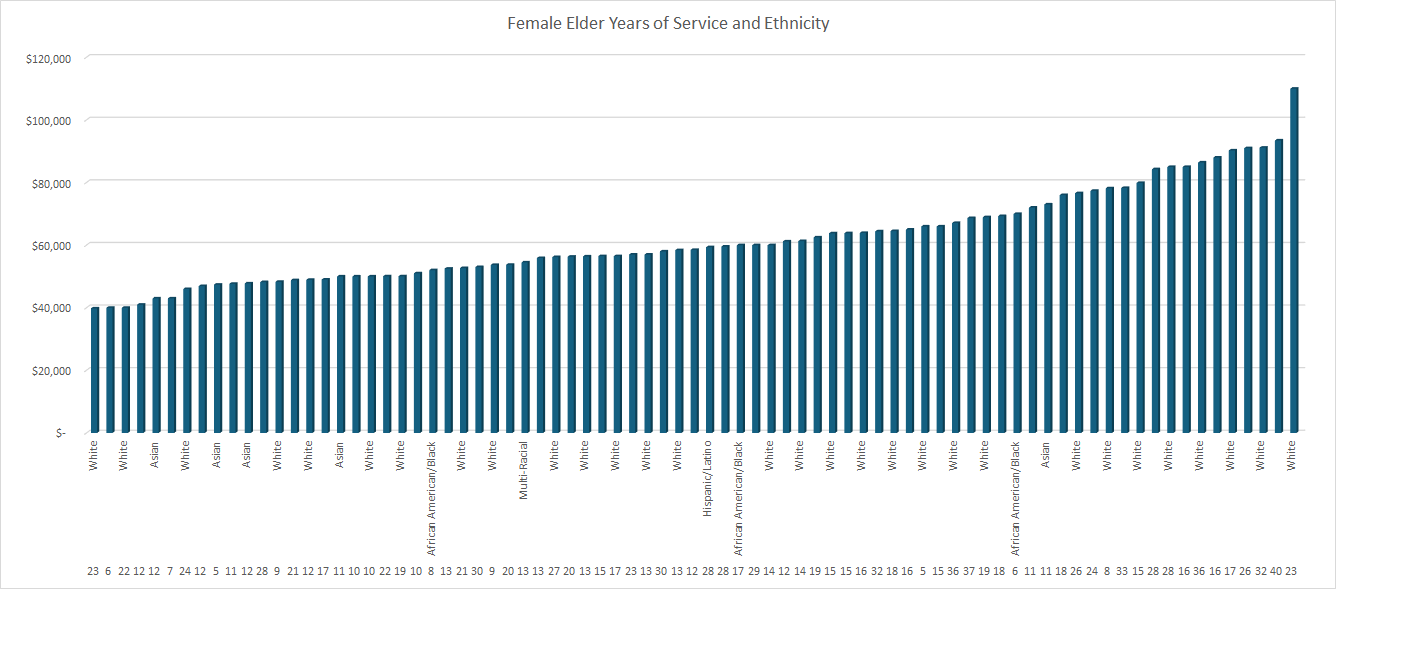 Female Elder Years of Service and Ethnicity
$120,000
$100,000
$80,000
$60,000
$40,000
$20,000
$-
White
White
Asian
White
Asian
Asian
White
White
Asian
White
White
African American/Black
White
White
Multi-Racial
White
White
White
White
White
Hispanic/Latino
African American/Black
White
White
White
White
White
White
White
White
African American/Black
Asian
White
White
White
White
White
White
White
White
23 6 22 12 12 7 24 12 5 11 12 28 9 21 12 17 11 10 10 22 19 10 8 13 21 30 9 20 13 13 27 20 13 15 17 23 13 30 13 12 28 28 17 29 14 12 14 19 15 15 16 32 18 16 5 15 36 37 19 18 6 11 11 18 26 24 8 33 15 28 28 16 36 16 17 26 32 40 23